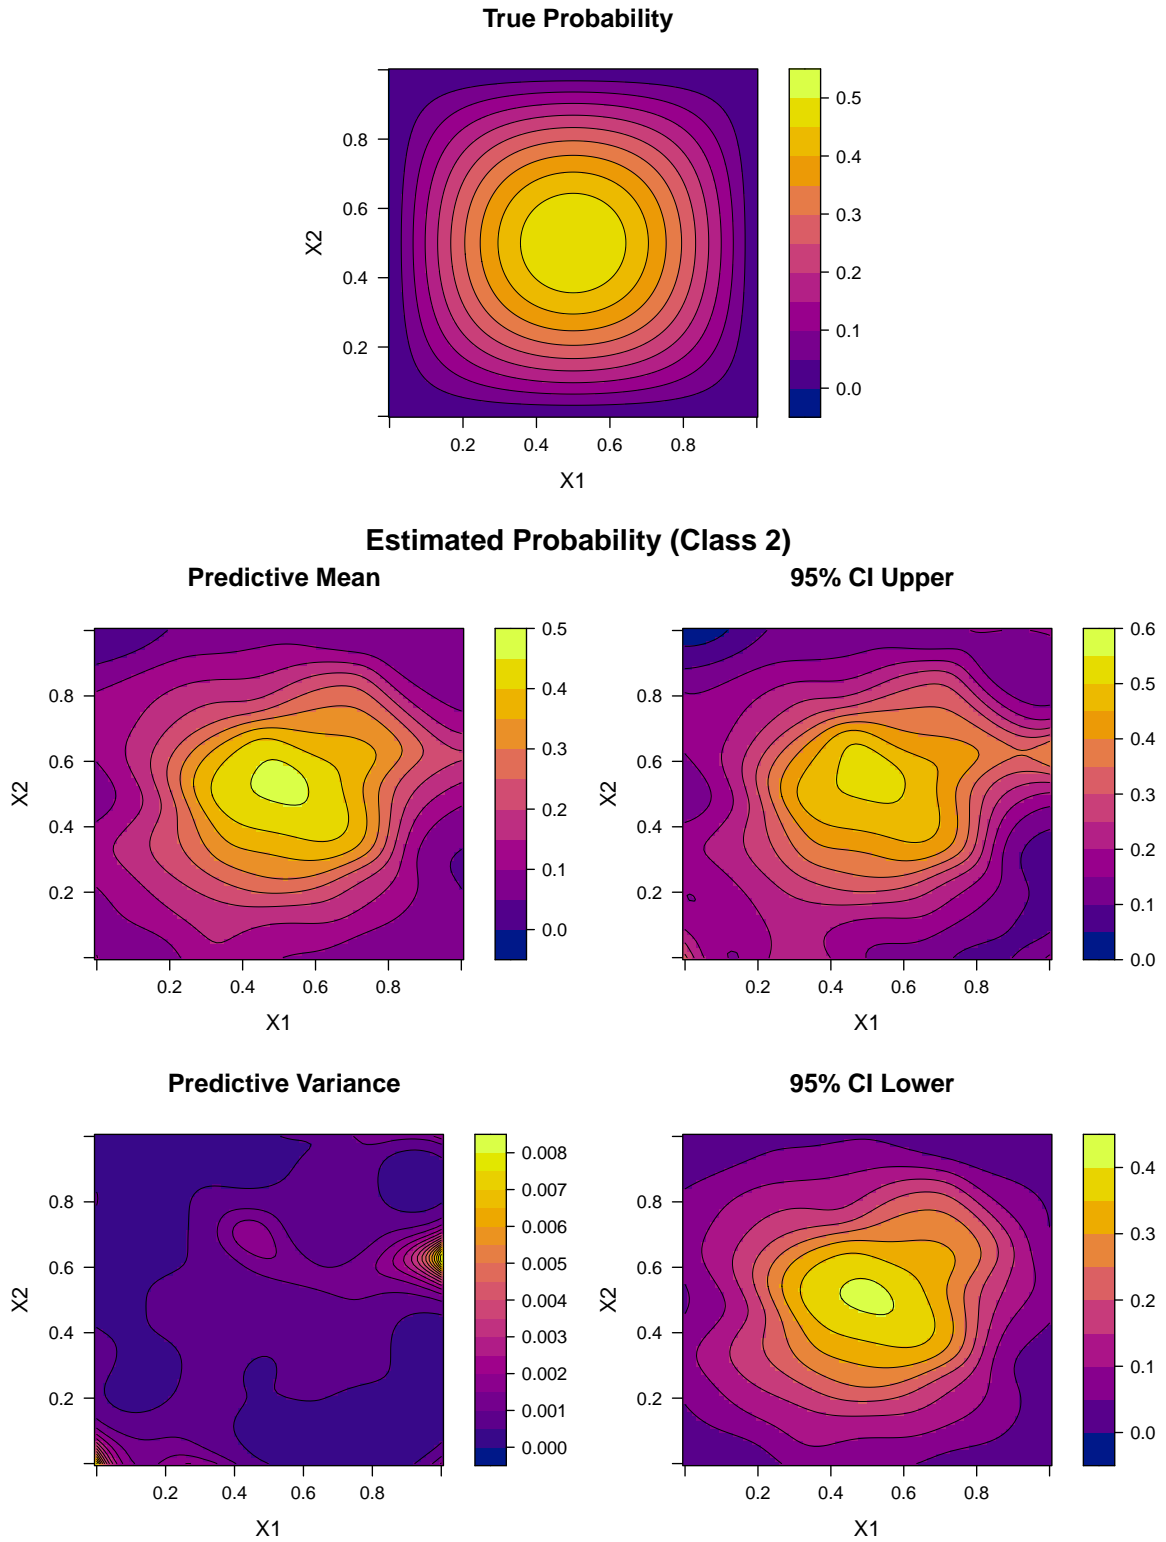 True Probability
X2
0.8
0.6
0.4
0.2
0.2 0.4 0.6 0.8
X1
0.5
0.4
0.3
0.2
0.1
0.0
Estimated Probability (Class 2)
Predictive Mean
X2
0.8
0.6
0.4
0.2
0.2 0.4 0.6 0.8
X1
0.5
0.4
0.3
0.2
0.1
0.0
95% CI Upper
X2
0.8
0.6
0.4
0.2
0.2 0.4 0.6 0.8
X1
0.6
0.5
0.4
0.3
0.2
0.1
0.0
Predictive Variance
X2
0.8
0.6
0.4
0.2
0.2 0.4 0.6 0.8
X1
0.008
0.007
0.006
0.005
0.004
0.003
0.002
0.001
0.000
95% CI Lower
X2
0.8
0.6
0.4
0.2
0.2 0.4 0.6 0.8
X1
0.4
0.3
0.2
0.1
0.0